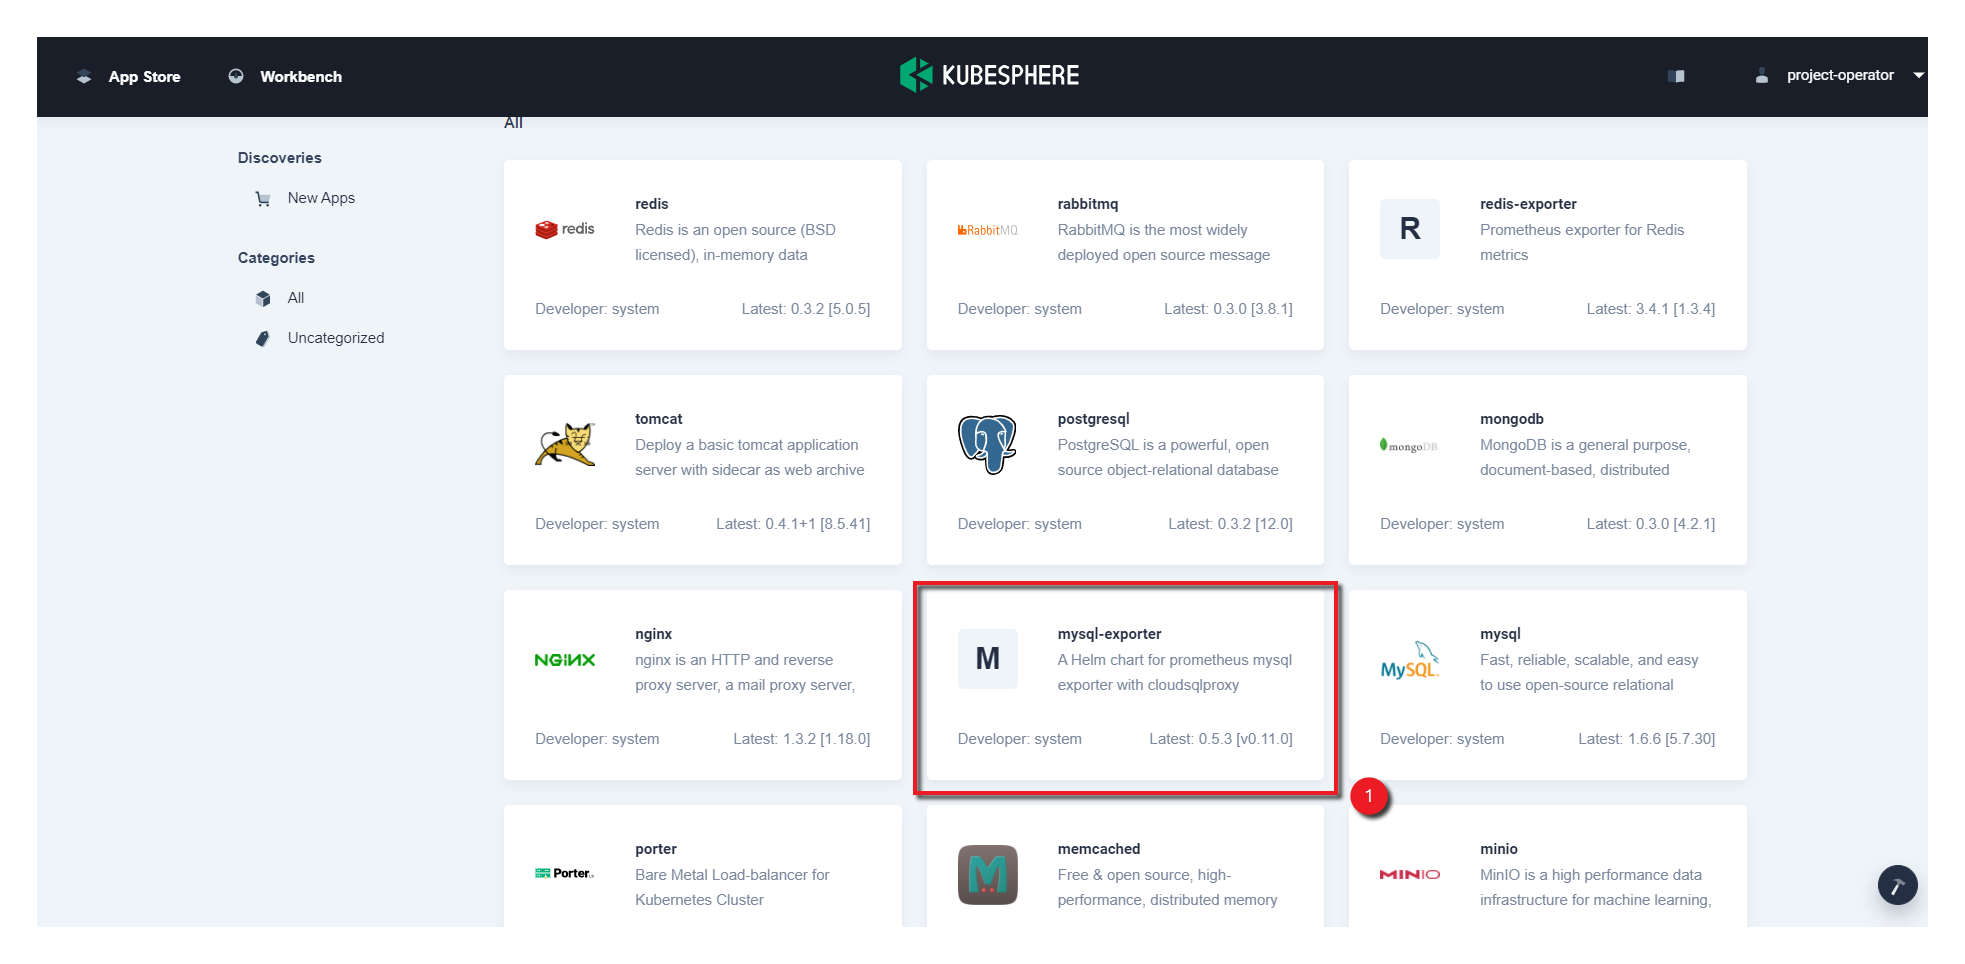 App Store
Workbench
KUBESPHERE
project-operator
All
Discoveries
New Apps
Categories
All
Uncategorized
redis
redis
Redis is an open source (BSD
licensed), in-memory data
Developer: system
Latest: 0.3.2 [5.0.5]
RabbitMQ
rabbitmq
RabbitMQ is the most widely
deployed open source message
Developer: system
Latest: 0.3.0 [3.8.1]
R
redis-exporter
Prometheus exporter for Redis
metrics
Developer: system
Latest: 3.4.1 [1.3.4]
tomcat
Deploy a basic tomcat application
server with sidecar as web archive
Developer: system
Latest: 0.4.1+1 [8.5.41]
postgresql
PostgreSQL is a powerful, open
source object-relational database
Developer: system
Latest: 0.3.2 [12.0]
mongoDB.
mongodb
MongoDB is a general purpose,
document-based, distributed
Developer: system
Latest: 0.3.0 [4.2.1]
NGINX
nginx
nginx is an HTTP and reverse
proxy server, a mail proxy server,
Developer: system
Latest: 1.3.2 [1.18.0]
M
mysql-exporter
A Helm chart for prometheus mysql
exporter with cloudsqlproxy
Developer: system
Latest: 0.5.3 [v0.11.0]
MySQL
mysql
Fast, reliable, scalable, and easy
to use open-source relational
Developer: system
Latest: 1.6.6 [5.7.30]
1
Porter
porter
Bare Metal Load-balancer for
Kubernetes Cluster
M
memcached
Free & open source, high-
performance, distributed memory
MINIO
minio
MinIO is a high performance data
infrastructure for machine learning,